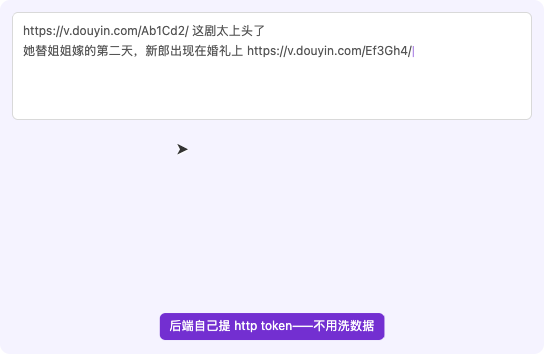 https://v.douyin.com/Ab1Cd2/ 这剧太上头了
她替姐姐嫁的第二天，新郎出现在婚礼上 https://v.douyin.com/Ef3Gh4/
后端自己提 http token——不用洗数据